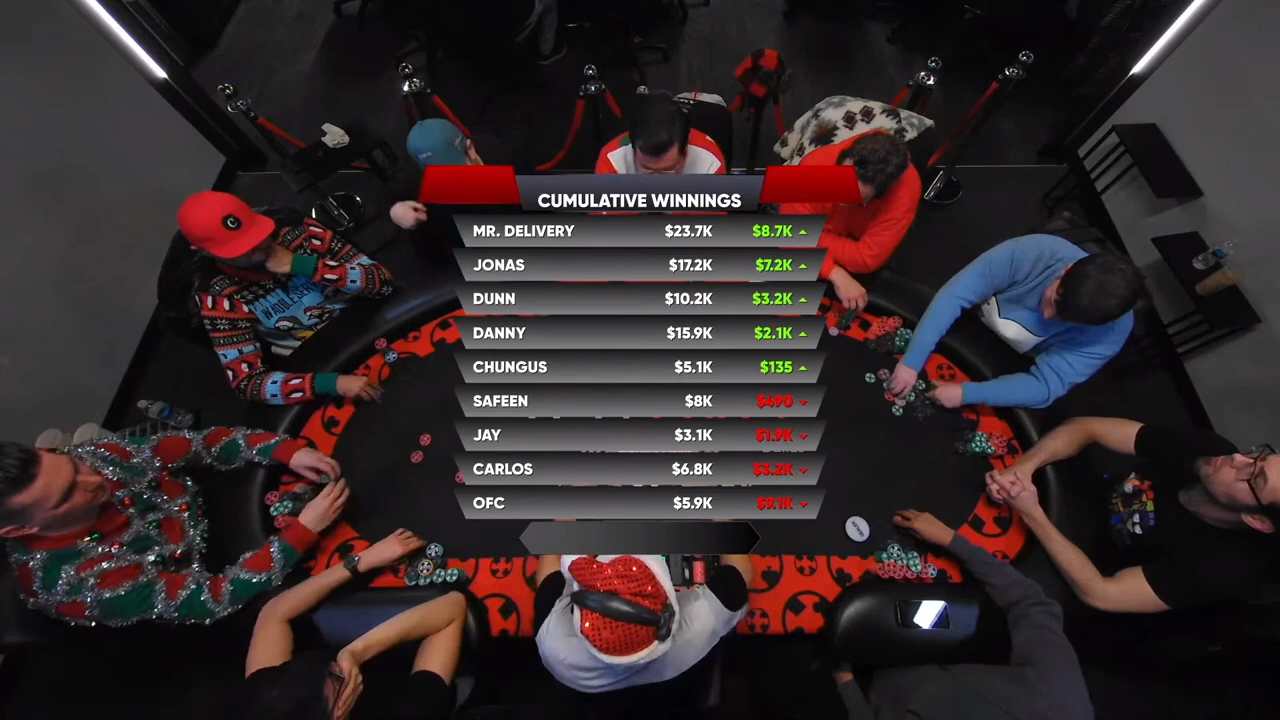 CUMULATIVE WINNINGS
MR. DELIVERY $23.7K $8.7K
JONAS $17.2K $7.2K
DUNN $10.2K $3.2K
DANNY $15.9K $2.1K
CHUNGUS $5.1K $135
SAFEEN $8K $490
JAY $3.1K $1.9K
CARLOS $6.8K $3.2K
OFC $5.9K $9.1K